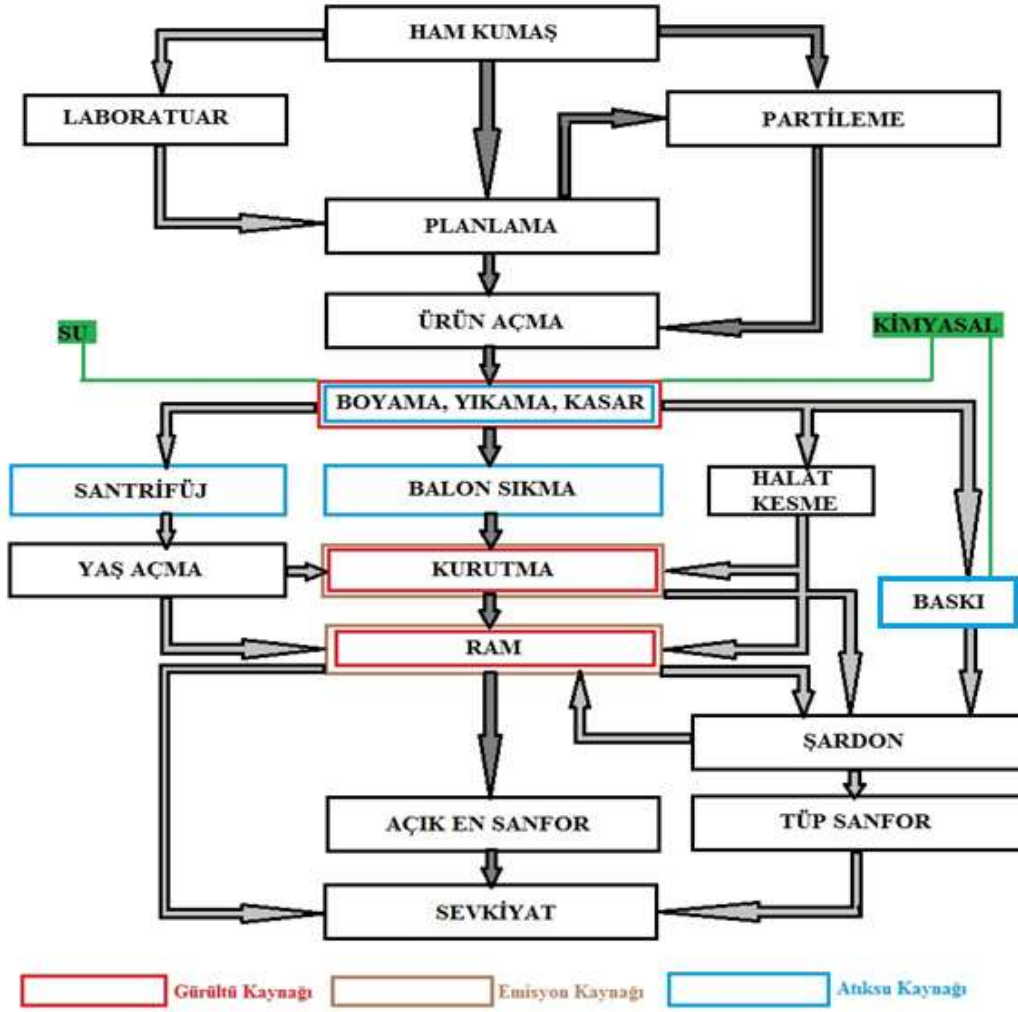 HAM KUMAŞ
LABORATUAR
PARTİLEME
PLANLAMA
ÜRÜN AÇMA
SU
KİMYASAL
BOYAMA, YIKAMA, KASAR
SANTRİFÜJ
BALON SIKMA
HALAT
KESME
YAŞ AÇMA
KURUTMA
BASKI
RAM
ŞARDON
AÇIK EN SANFOR
TÜP SANFOR
SEVKİYAT
Gürültü Kaynağı
Emisyon Kaynağı
Atıksu Kaynağı